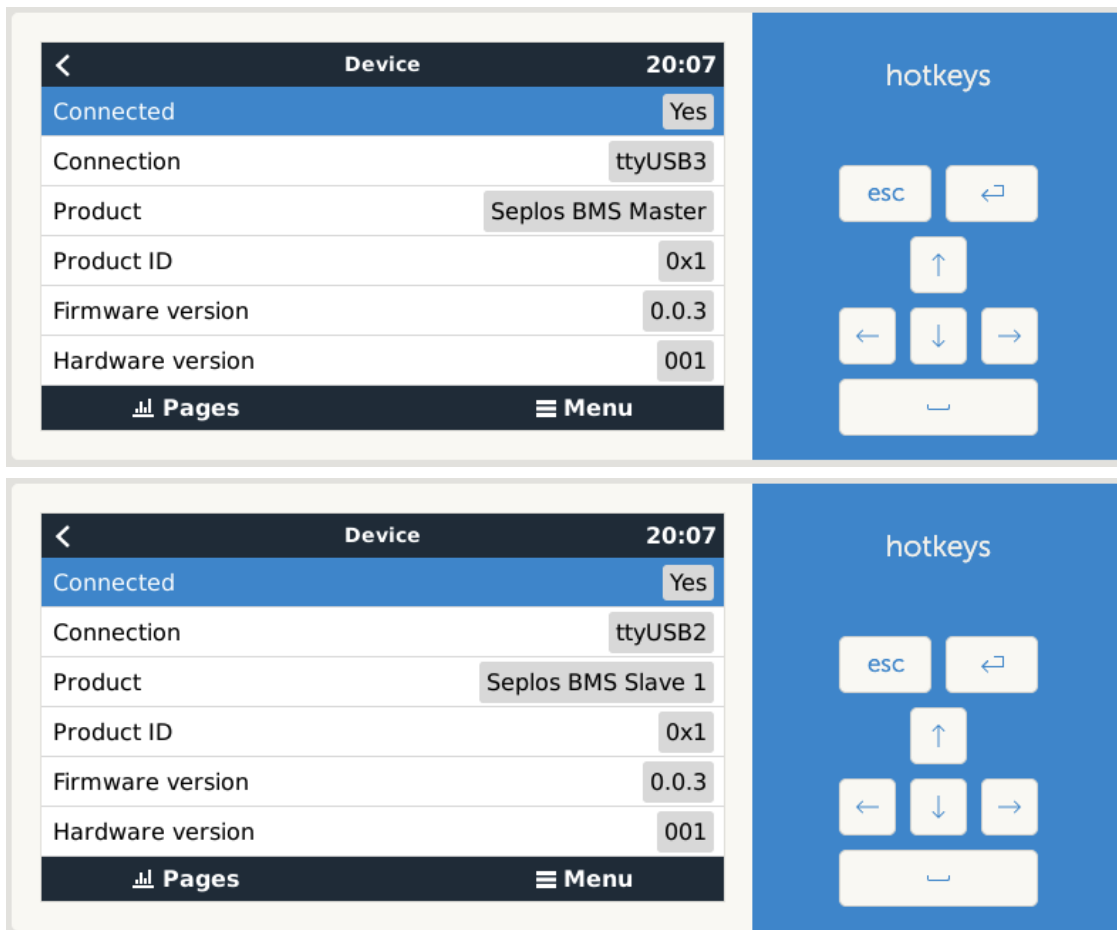 Device 20:07
Connected Yes
Connection ttyUSB3
Product Seplos BMS Master
Product ID 0x1
Firmware version 0.0.3
Hardware version 001
Pages Menu
hotkeys
esc
Device 20:07
Connected Yes
Connection ttyUSB2
Product Seplos BMS Slave 1
Product ID 0x1
Firmware version 0.0.3
Hardware version 001
Pages Menu
hotkeys
esc